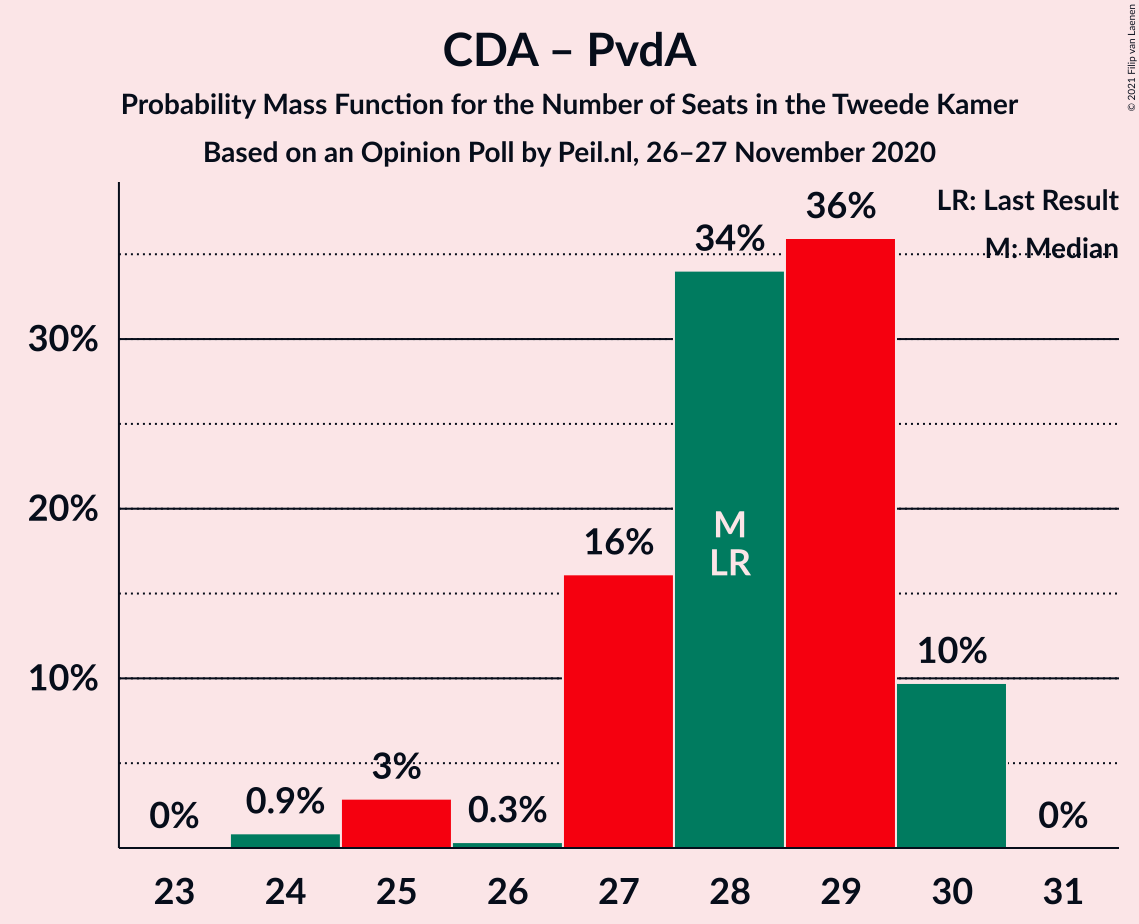 CDA – PvdA
Probability Mass Function for the Number of Seats in the Tweede Kamer
Based on an Opinion Poll by Peil.nl, 26–27 November 2020
© 2021 Filip van Laenen
LR: Last Result
M: Median
36%
34%
30%
20%
M
LR
16%
10%
10%
3%
0.9%
0.3%
0%
0%
23 24 25 26 27 28 29 30 31